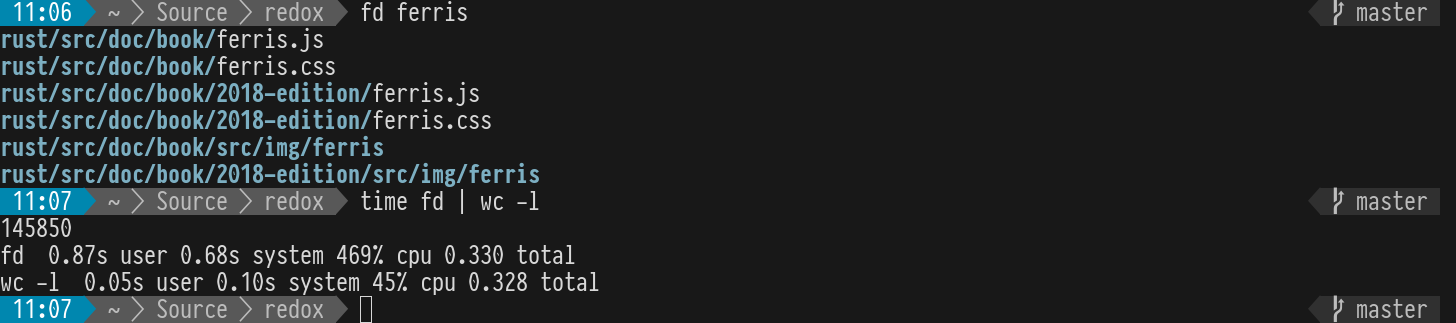 11:06 ~ Source redox fd ferris master
rust/src/doc/book/ferris.js
rust/src/doc/book/ferris.css
rust/src/doc/book/2018-edition/ferris.js
rust/src/doc/book/2018-edition/ferris.css
rust/src/doc/book/src/img/ferris
rust/src/doc/book/2018-edition/src/img/ferris
11:07 ~ Source redox time fd | wc -l master
145850
fd  0.87s user 0.68s system 469% cpu 0.330 total
wc -l  0.05s user 0.10s system 45% cpu 0.328 total
11:07 ~ Source redox master